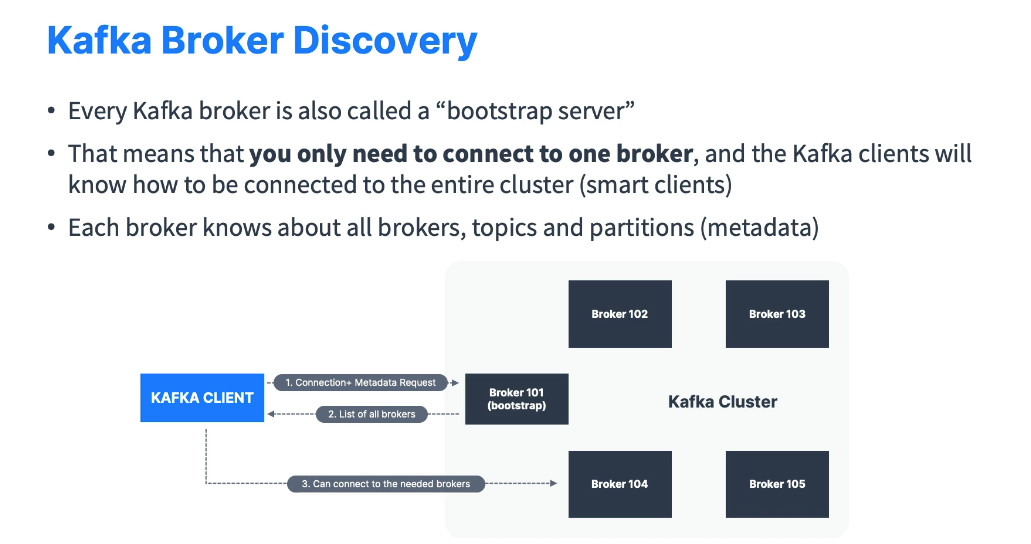 Kafka Broker Discovery
• Every Kafka broker is also called a “bootstrap server”
• That means that you only need to connect to one broker, and the Kafka clients will
know how to be connected to the entire cluster (smart clients)
• Each broker knows about all brokers, topics and partitions (metadata)
Broker 102
Broker 103
KAFKA CLIENT
1. Connection+ Metadata Request
2. List of all brokers
Broker 101
(bootstrap)
Kafka Cluster
3. Can connect to the needed brokers
Broker 104
Broker 105